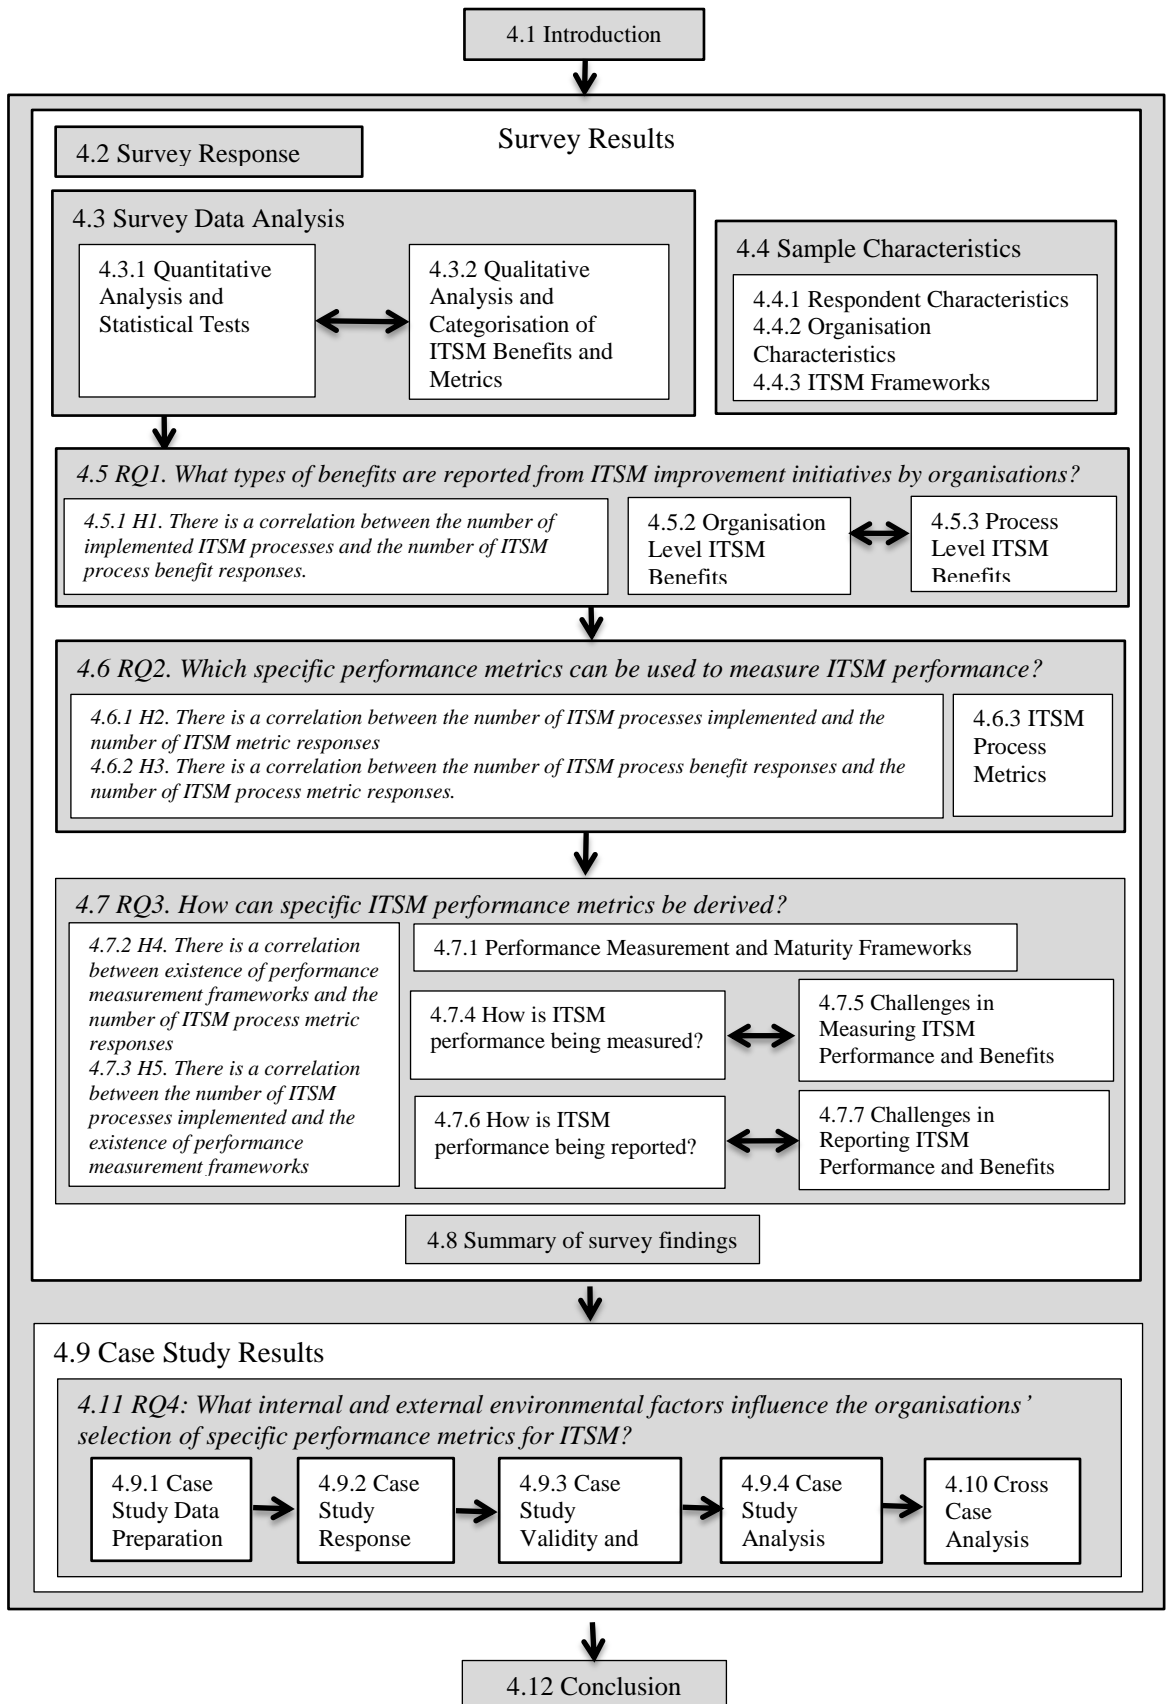 4.1 Introduction
Survey Results
4.2 Survey Response
4.3 Survey Data Analysis
4.3.1 Quantitative
Analysis and
Statistical Tests
4.3.2 Qualitative
Analysis and
Categorisation of
ITSM Benefits and
Metrics
4.4 Sample Characteristics
4.4.1 Respondent Characteristics
4.4.2 Organisation
Characteristics
4.4.3 ITSM Frameworks
4.5 RQ1. What types of benefits are reported from ITSM improvement initiatives by organisations?
4.5.1 H1. There is a correlation between the number of
implemented ITSM processes and the number of ITSM
process benefit responses.
4.5.2 Organisation
Level ITSM
Benefits
4.5.3 Process
Level ITSM
Benefits
4.6 RQ2. Which specific performance metrics can be used to measure ITSM performance?
4.6.1 H2. There is a correlation between the number of ITSM processes implemented and the
number of ITSM metric responses
4.6.2 H3. There is a correlation between the number of ITSM process benefit responses and the
number of ITSM process metric responses.
4.6.3 ITSM
Process
Metrics
4.7 RQ3. How can specific ITSM performance metrics be derived?
4.7.2 H4. There is a correlation
between existence of performance
measurement frameworks and the
number of ITSM process metric
responses
4.7.3 H5. There is a correlation
between the number of ITSM
processes implemented and the
existence of performance
measurement frameworks
4.7.1 Performance Measurement and Maturity Frameworks
4.7.4 How is ITSM
performance being measured?
4.7.5 Challenges in
Measuring ITSM
Performance and Benefits
4.7.6 How is ITSM
performance being reported?
4.7.7 Challenges in
Reporting ITSM
Performance and Benefits
4.8 Summary of survey findings
4.9 Case Study Results
4.11 RQ4: What internal and external environmental factors influence the organisations’
selection of specific performance metrics for ITSM?
4.9.1 Case
Study Data
Preparation
4.9.2 Case
Study
Response
4.9.3 Case
Study
Validity and
4.9.4 Case
Study
Analysis
4.10 Cross
Case
Analysis
4.12 Conclusion